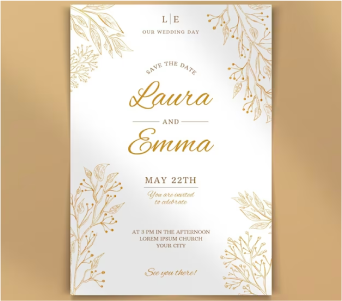 L|E
OUR WEDDING DAY
SAVE THE DATE
Laura
AND
Emma
MAY 22TH
You are invited
to celebrate
AT 3 PM IN THE AFTERNOON
LOREM IPSUM CHURCH
YOUR CITY
See you there!